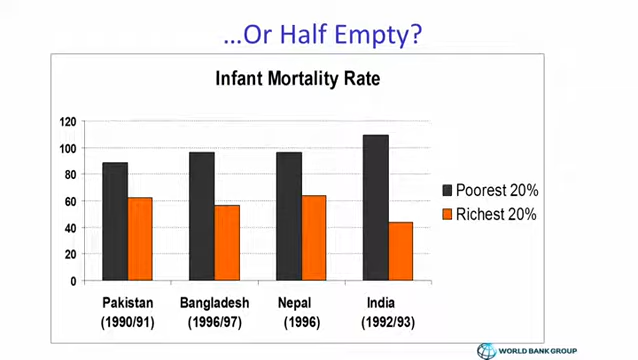 ...Or Half Empty?
Infant Mortality Rate
120
100
80
60
40
20
0
Poorest 20%
Richest 20%
Pakistan Bangladesh Nepal India
(1990/91) (1996/97) (1996) (1992/93)
WORLD BANK GROUP